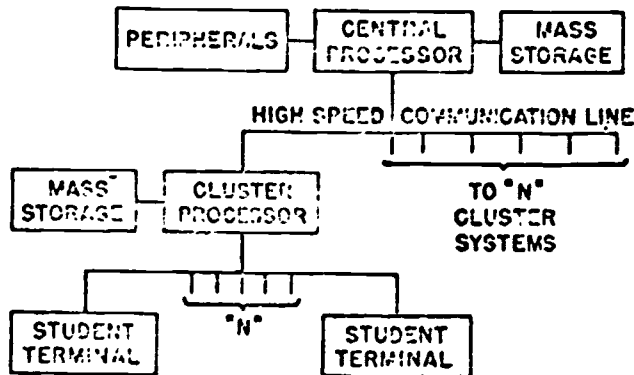 PERIPHERALS
CENTRAL
PROCESSOR
MASS
STORAGE
HIGH SPEED COMMUNICATION LINE
MASS
STORAGE
CLUSTER
PROCESSOR
TO "N"
CLUSTER
SYSTEMS
"N"
STUDENT
TERMINAL
STUDENT
TERMINAL